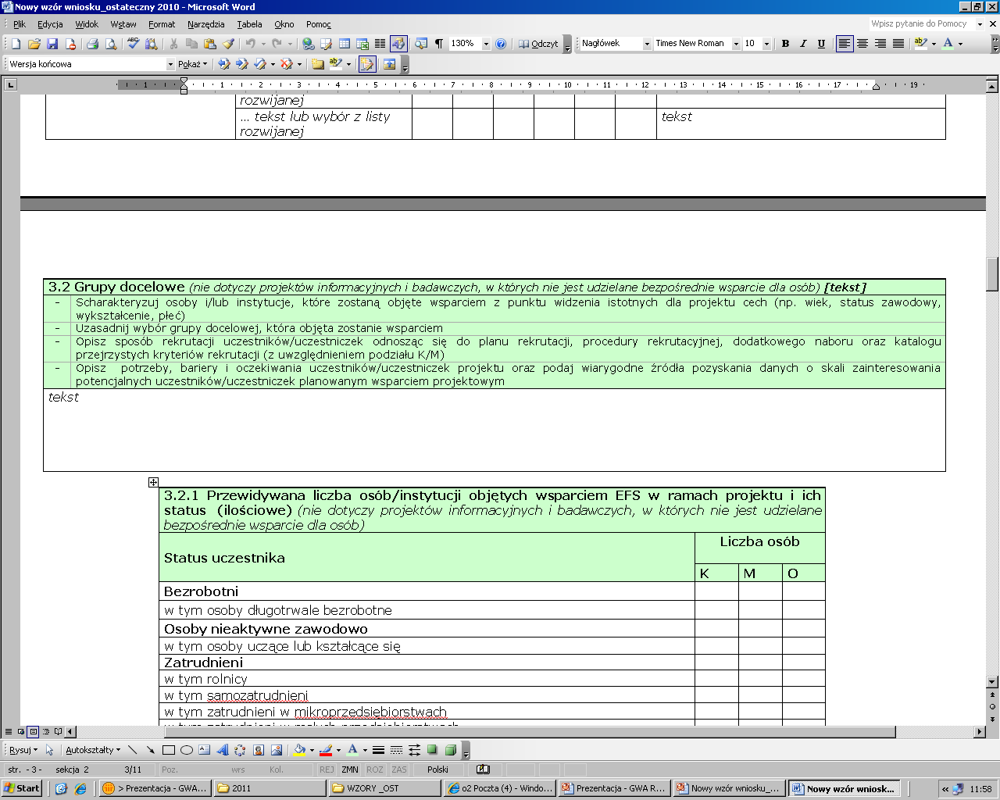 Nowy wzór wniosku_ostateczny 2010 - Microsoft Word
Plik Edycja Widok Wstaw Format Narzędzia Tabela Okno Pomoc
Wpisz pytanie do Pomocy
130% Odczyt Nagłówek Times New Roman 10 B I U
Wersja końcowa Pokaż
1 1 2 3 4 5 6 7 8 9 10 11 12 13 14 15 16 17 19
rozwijanej
... tekst lub wybór z listy
rozwijanej
tekst
3.2 Grupy docelowe (nie dotyczy projektów informacyjnych i badawczych, w których nie jest udzielane bezpośrednie wsparcie dla osób) [tekst]
- Scharakteryzuj osoby i/lub instytucje, które zostaną objęte wsparciem z punktu widzenia istotnych dla projektu cech (np. wiek, status zawodowy,
wykształcenie, płeć)
- Uzasadnij wybór grupy docelowej, która objęta zostanie wsparciem
- Opisz sposób rekrutacji uczestników/uczestniczek odnosząc się do planu rekrutacji, procedury rekrutacyjnej, dodatkowego naboru oraz katalogu
przejrzystych kryteriów rekrutacji (z uwzględnieniem podziału K/M)
- Opisz potrzeby, bariery i oczekiwania uczestników/uczestniczek projektu oraz podaj wiarygodne źródła pozyskania danych o skali zainteresowania
potencjalnych uczestników/uczestniczek planowanym wsparciem projektowym
tekst
3.2.1 Przewidywana liczba osób/instytucji objętych wsparciem EFS w ramach projektu i ich
status (ilościowe) (nie dotyczy projektów informacyjnych i badawczych, w których nie jest udzielane
bezpośrednie wsparcie dla osób)
Status uczestnika
Liczba osób
K M O
Bezrobotni
w tym osoby długotrwale bezrobotne
Osoby nieaktywne zawodowo
w tym osoby uczące lub kształcące się
Zatrudnieni
w tym rolnicy
w tym samozatrudnieni
w tym zatrudnieni w mikroprzedsiębiorstwach
w tym zatrudnieni w małych przedsiębiorstwach
Rysuj Autokształty
str. - 3 - sekcja 2 3/11 Poz. wrs Kol. REJ ZMN ROZ ZAS Polski
Start > Prezentacja - GWA... 2011 WZORY _OST o2 Poczta (4) - Windo... Prezentacja - GWA R... Nowy wzór wniosku_... Nowy wzór wniosk... « 11:58